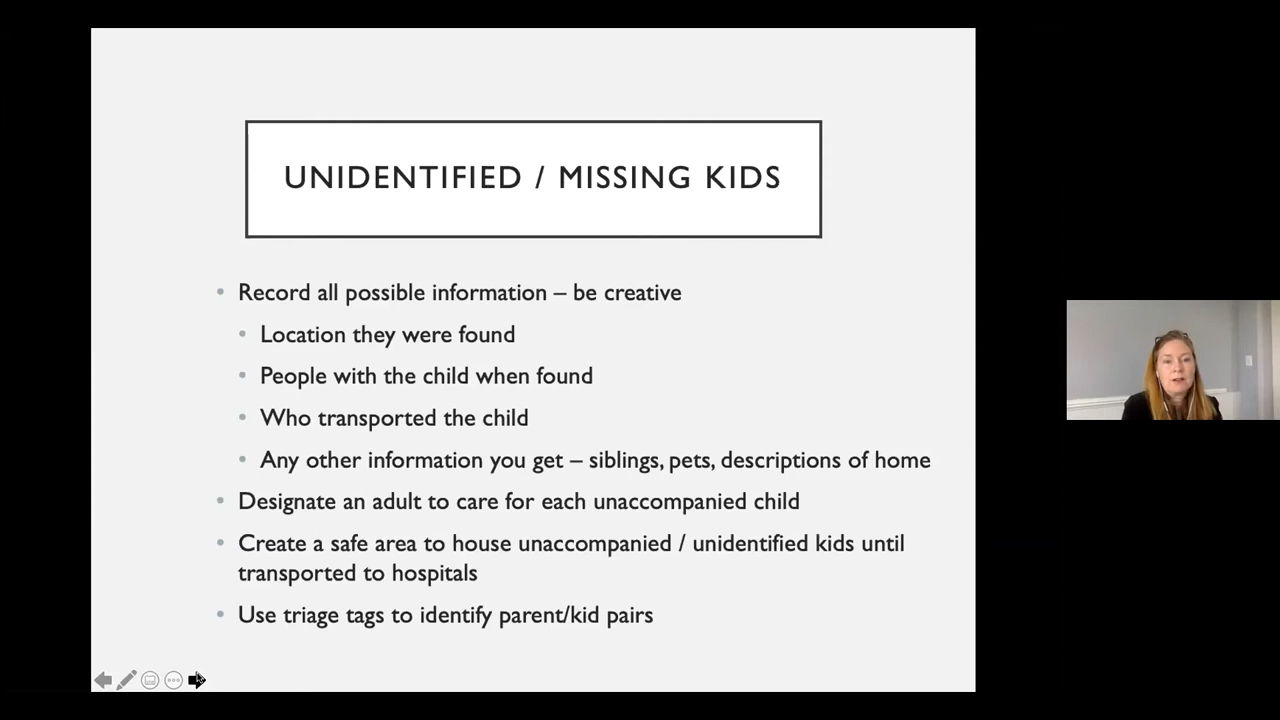 UNIDENTIFIED / MISSING KIDS
• Record all possible information – be creative
• Location they were found
• People with the child when found
• Who transported the child
• Any other information you get – siblings, pets, descriptions of home
• Designate an adult to care for each unaccompanied child
• Create a safe area to house unaccompanied / unidentified kids until
transported to hospitals
• Use triage tags to identify parent/kid pairs